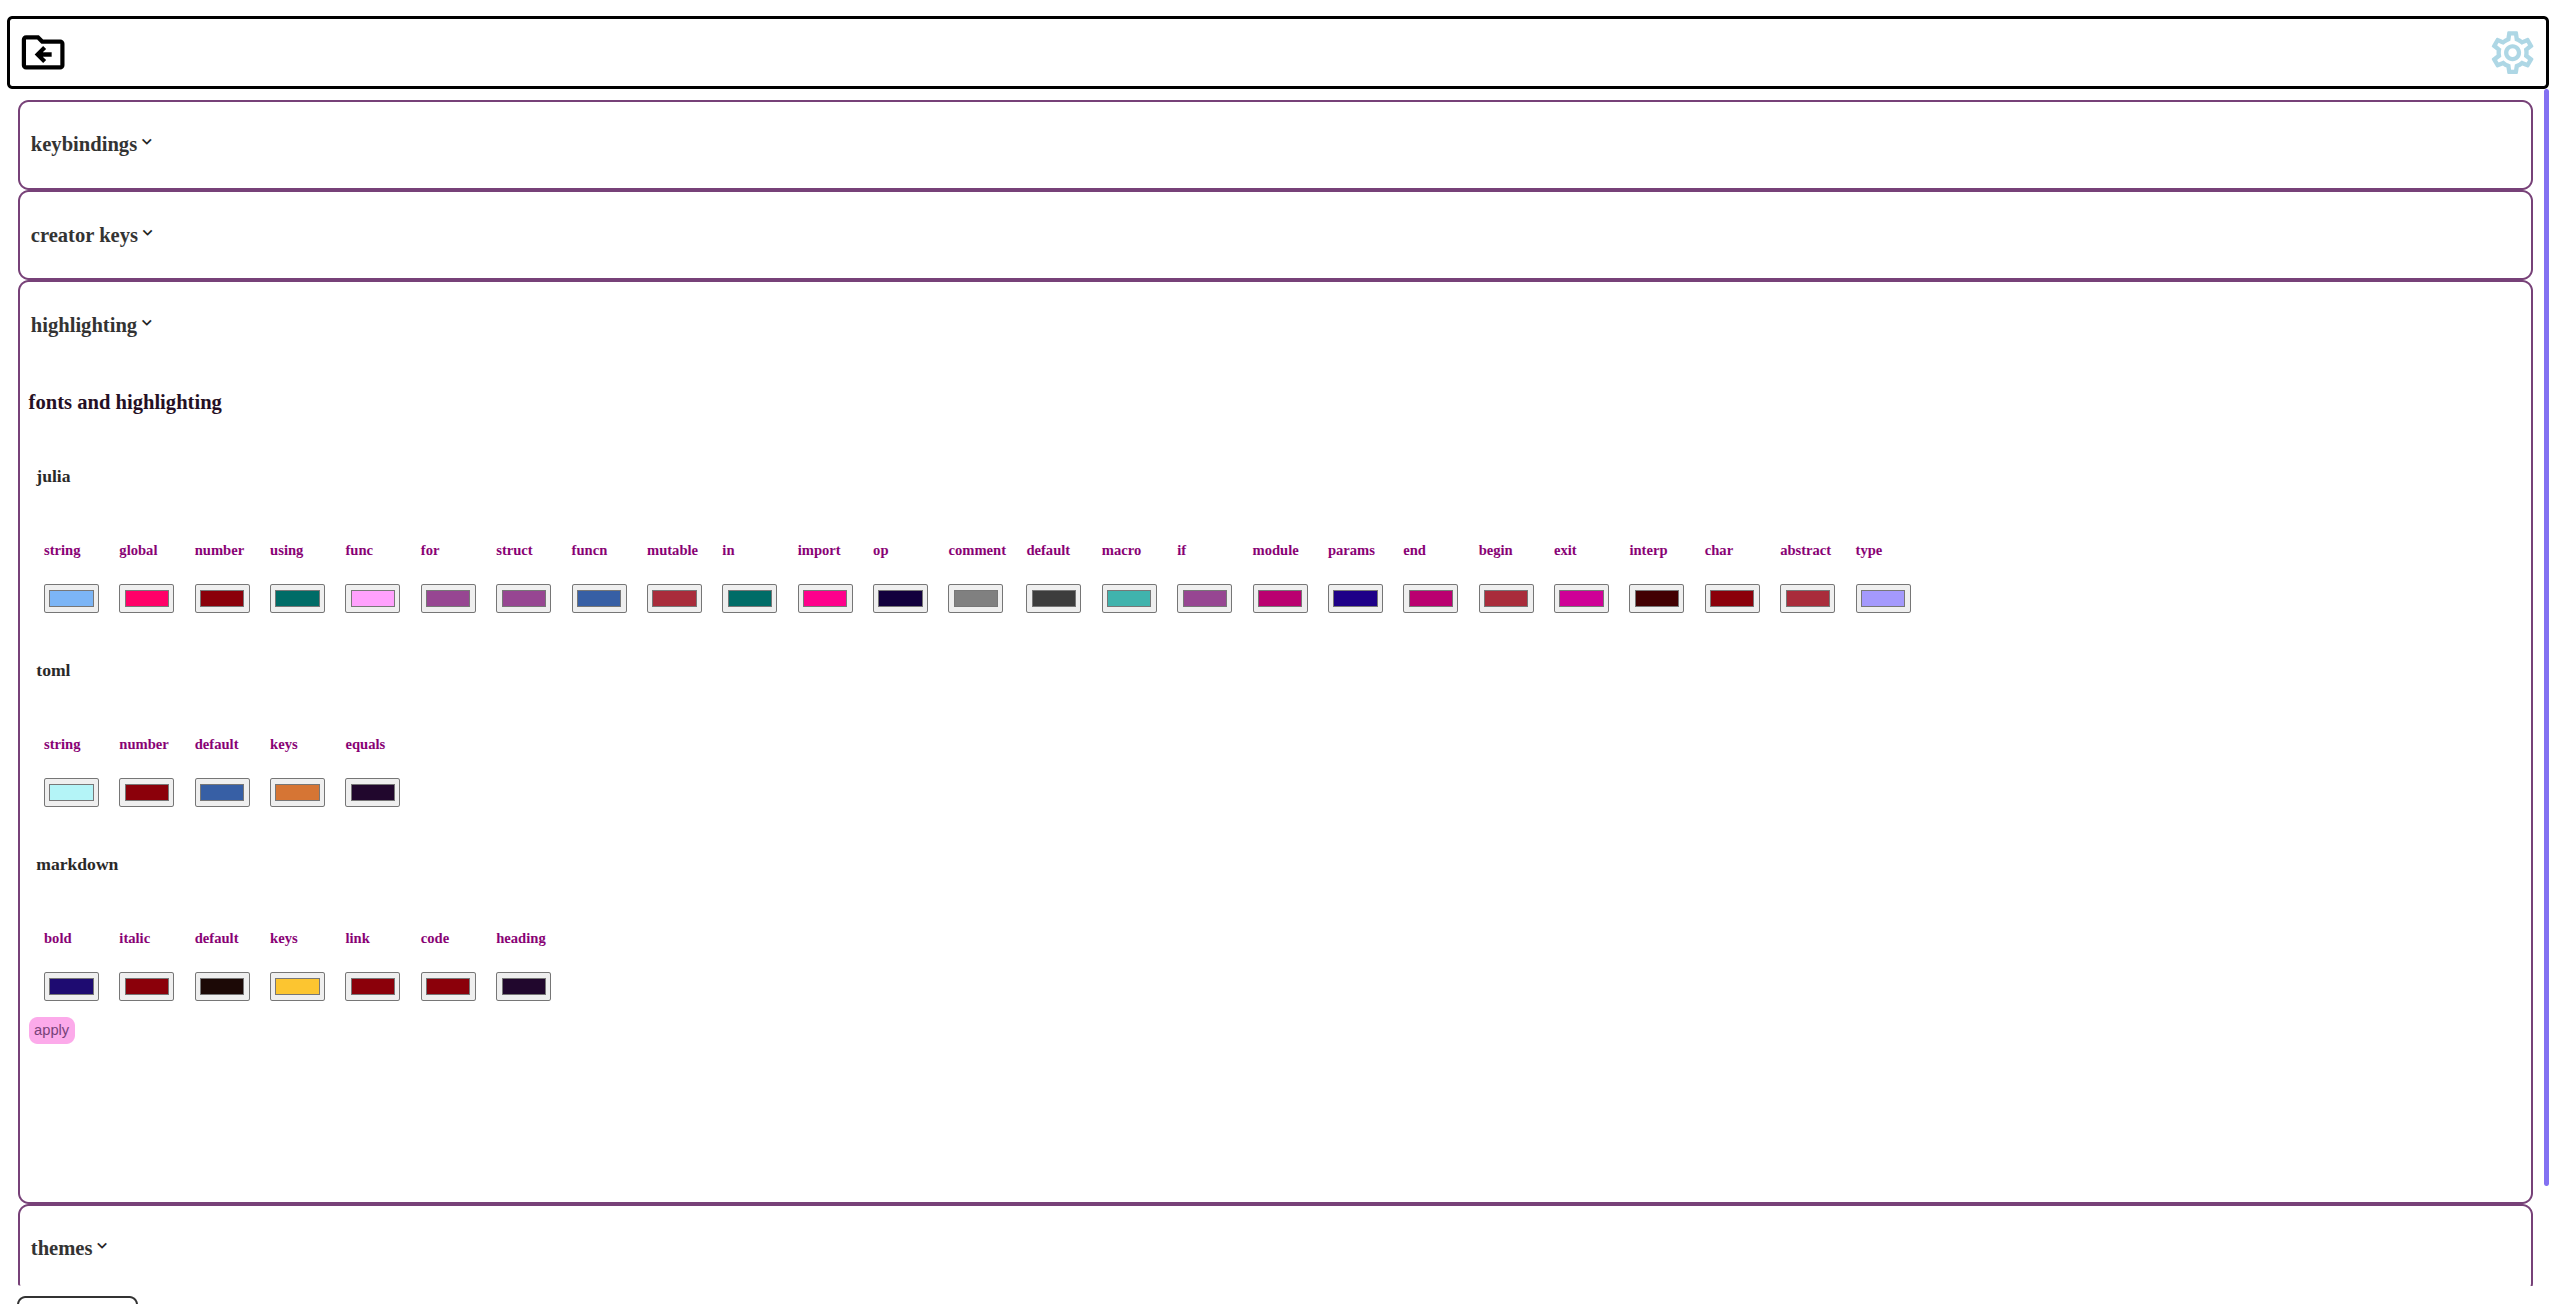 keybindings
creator keys
highlighting
fonts and highlighting
julia
string global number using func for struct funcn mutable in import op comment default macro if module params end begin exit interp char abstract type
toml
string number default keys equals
markdown
bold italic default keys link code heading
apply
themes